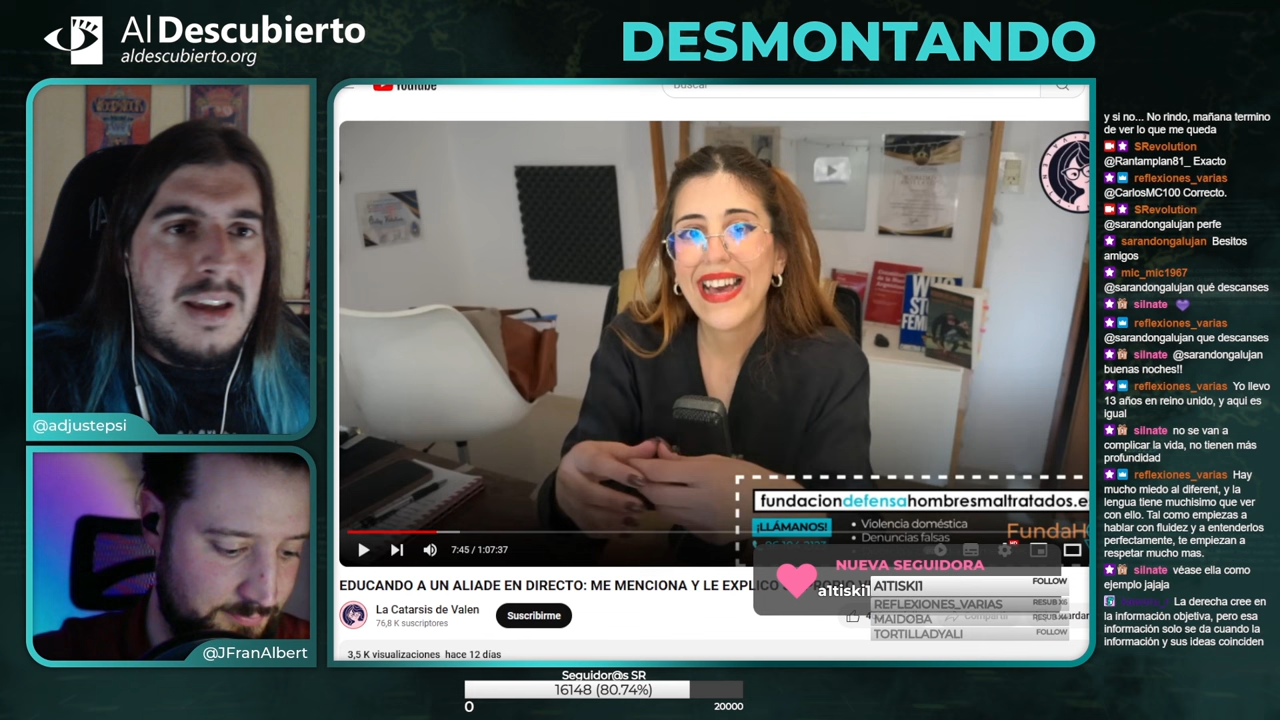 Al Descubierto
aldescubierto.org
DESMONTANDO
YouTube
Buscar
@adjustepsi
@JFranAlbert
fundaciondefensahombresmaltratados.e
¡LLÁMANOS!
• Violencia doméstica
• Denuncias falsas
7:45 / 1:07:37
EDUCANDO A UN ALIADE EN DIRECTO: ME MENCIONA Y LE EXPLICO
La Catarsis de Valen
76,8 K suscriptores
Suscribirme
3,5 K visualizaciones hace 12 días
NUEVA SEGUIDORA
a1tiski1
A1TISKI1 FOLLOW
REFLEXIONES_VARIAS
MAIDOBA
TORTILLADYALI FOLLOW
Compartir
Seguidor@s SR
16148 (80.74%)
0
20000
y si no... No rindo, mañana termino
de ver lo que me queda
SRevolution
@Rantamplan81_ Exacto
reflexiones_varias
@CarlosMC100 Correcto.
SRevolution
@sarandongalujan perfe
sarandongalujan Besitos
amigos
mic_mic1967
@sarandongalujan qué descanses
silnate
reflexiones_varias
@sarandongalujan que descanses
silnate @sarandongalujan
buenas noches!!
reflexiones_varias Yo llevo
13 años en reino unido, y aqui es
igual
silnate no se van a
complicar la vida, no tienen más
profundidad
reflexiones_varias Hay
mucho miedo al diferent, y la
lengua tiene muchisimo que ver
con ello. Tal como empiezas a
hablar con fluidez y a entenderlos
perfectamente, te empiezan a
respetar mucho mas.
silnate véase ella como
ejemplo jajaja
La derecha cree en
la información objetiva, pero esa
información solo se da cuando la
información y sus ideas coinciden